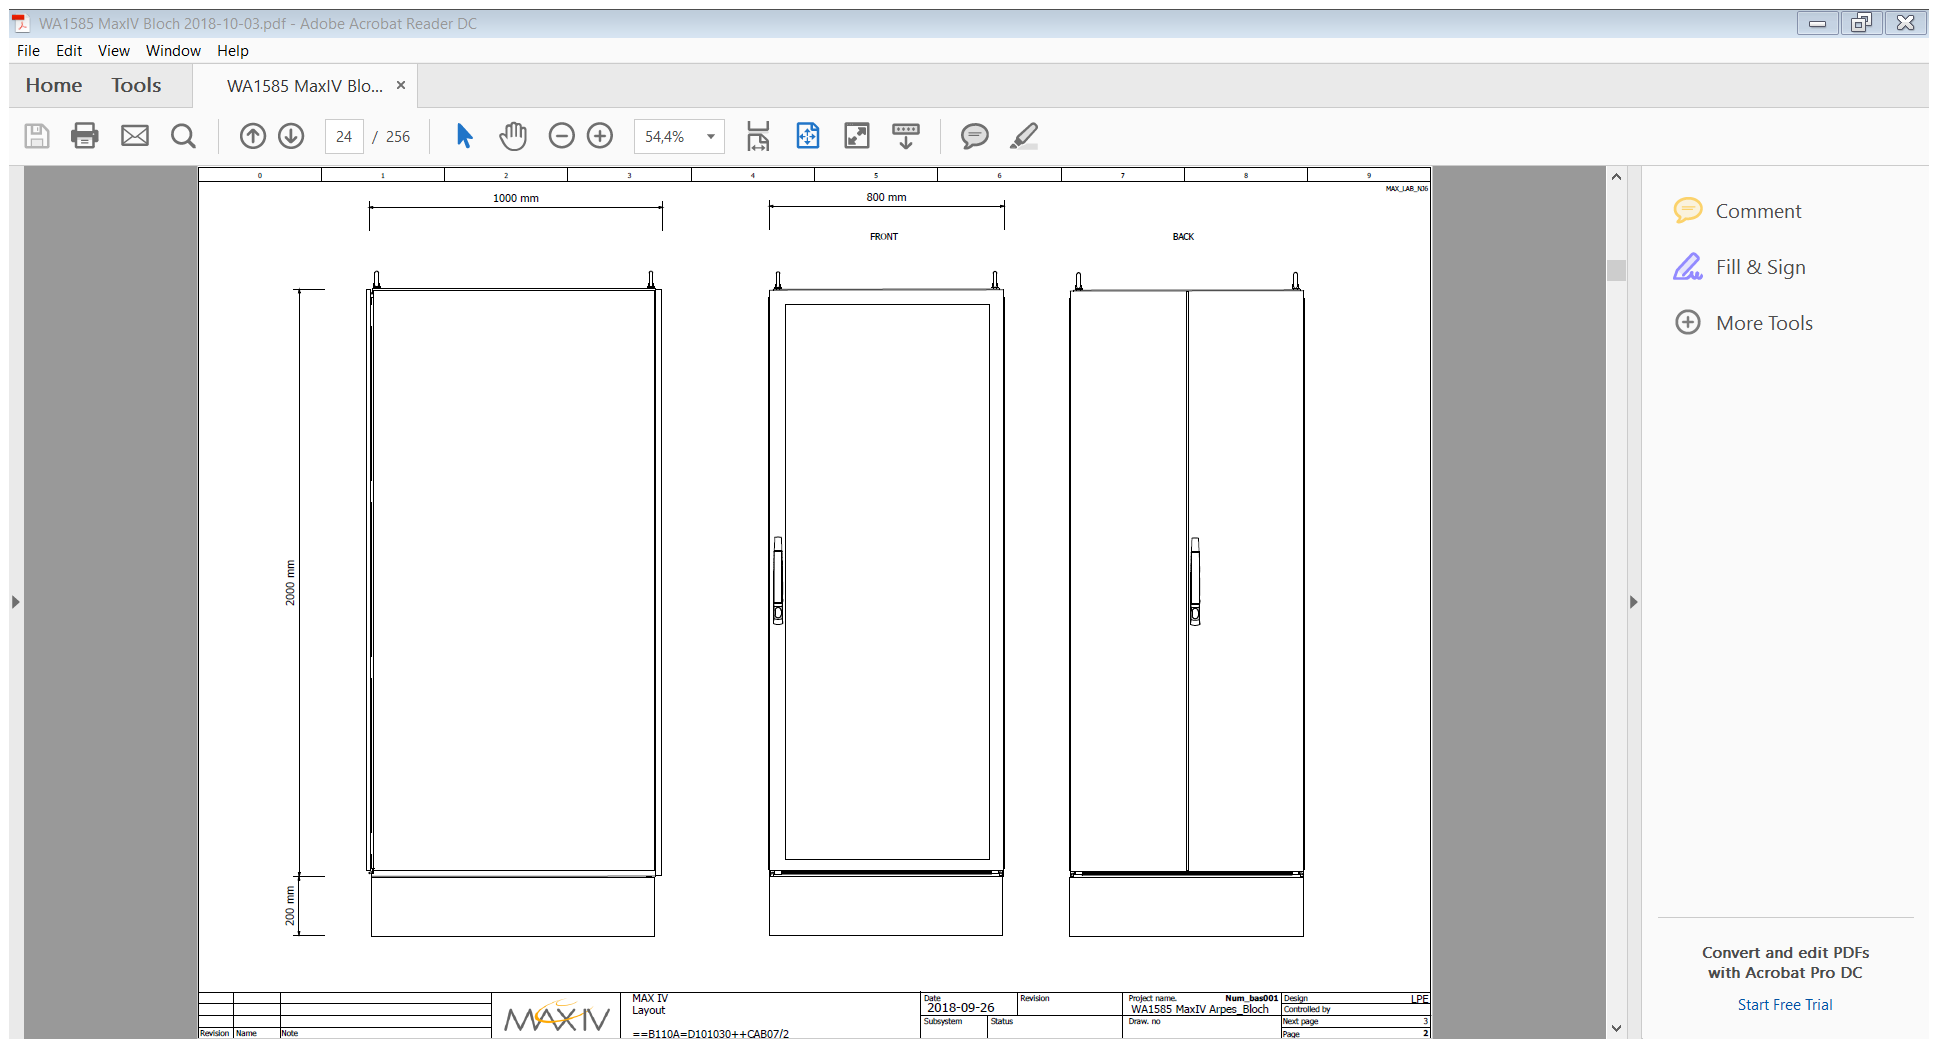 WA1585 MaxIV Bloch 2018-10-03.pdf - Adobe Acrobat Reader DC
File Edit View Window Help
Home Tools WA1585 MaxIV Blo... ×
24 / 256 54,4%
0 1 2 3 4 5 6 7 8 9
MAX_LAB_NJ6
1000 mm 800 mm
FRONT BACK
2000 mm
200 mm
Comment
Fill & Sign
More Tools
Convert and edit PDFs
with Acrobat Pro DC
Start Free Trial
Revision Name Note
MAXIV
MAX IV
Layout
==B110A=D101030++CAB07/2
Date
2018-09-26
Revision
Subsystem Status
Project name. Num_bas001
WA1585 MaxIV Arpes_Bloch
Draw. no
Design LPE
Controlled by
Next page 3
Page 2